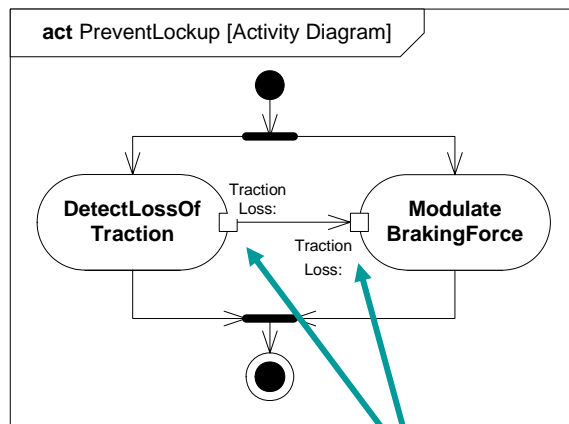 act PreventLockup [Activity Diagram]
DetectLossOf
Traction
Traction
Loss:
Traction
Loss:
Modulate
BrakingForce